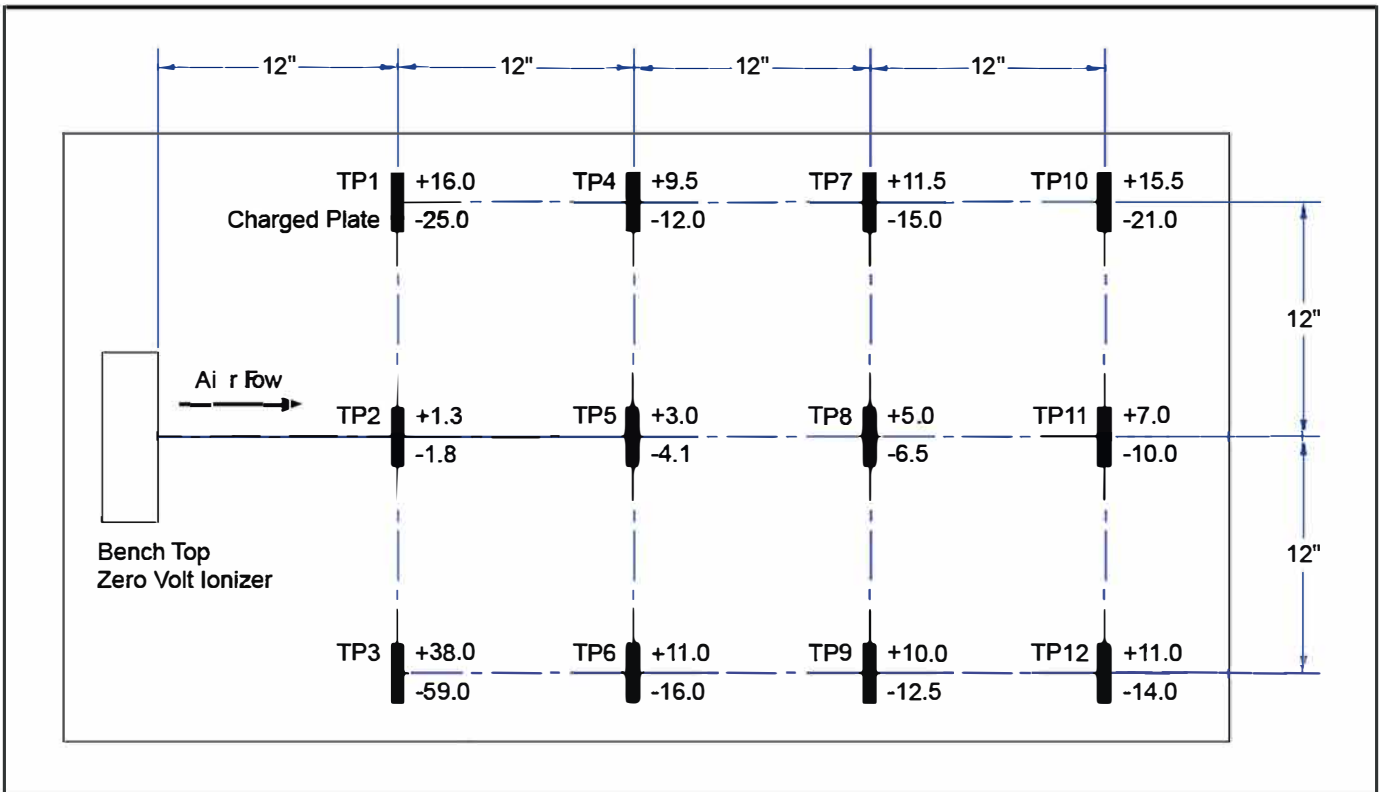 12" 12" 12" 12"
TP1 +16.0 TP4 +9.5 TP7 +11.5 TP10 +15.5
Charged Plate -25.0 -12.0 -15.0 -21.0
12"
Ai r Fow
TP2 +1.3 TP5 +3.0 TP8 +5.0 TP11 +7.0
-1.8 -4.1 -6.5 -10.0
Bench Top
Zero Volt Ionizer
12"
TP3 +38.0 TP6 +11.0 TP9 +10.0 TP12 +11.0
-59.0 -16.0 -12.5 -14.0